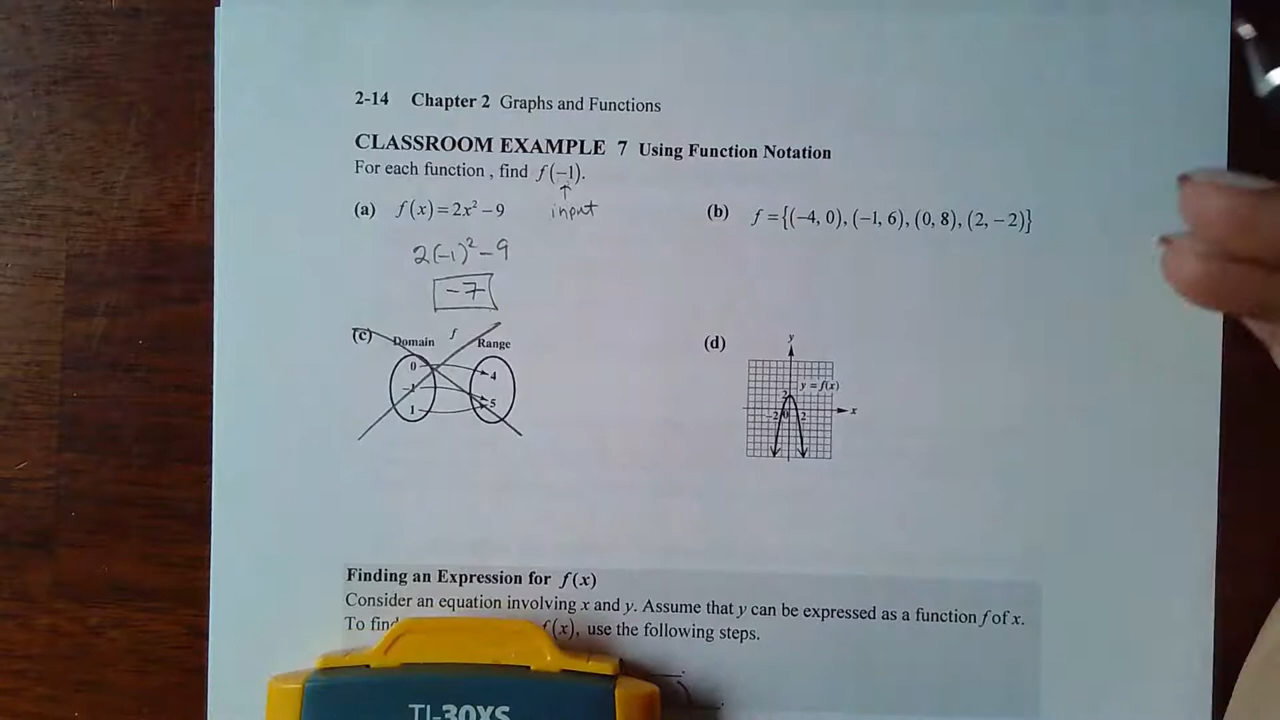 2-14 Chapter 2 Graphs and Functions
CLASSROOM EXAMPLE 7 Using Function Notation
For each function , find f(−1).
(a) f(x)=2x²−9
input
2(-1)²-9
-7
(b) f={(−4, 0), (−1, 6), (0, 8), (2, −2)}
(c) Domain f Range
0 4
−1
1 5
(d) y
y = f(x)
2
−2 0 2 x
Finding an Expression for f(x)
Consider an equation involving x and y. Assume that y can be expressed as a function f of x.
To find f(x), use the following steps.
TI-30XS